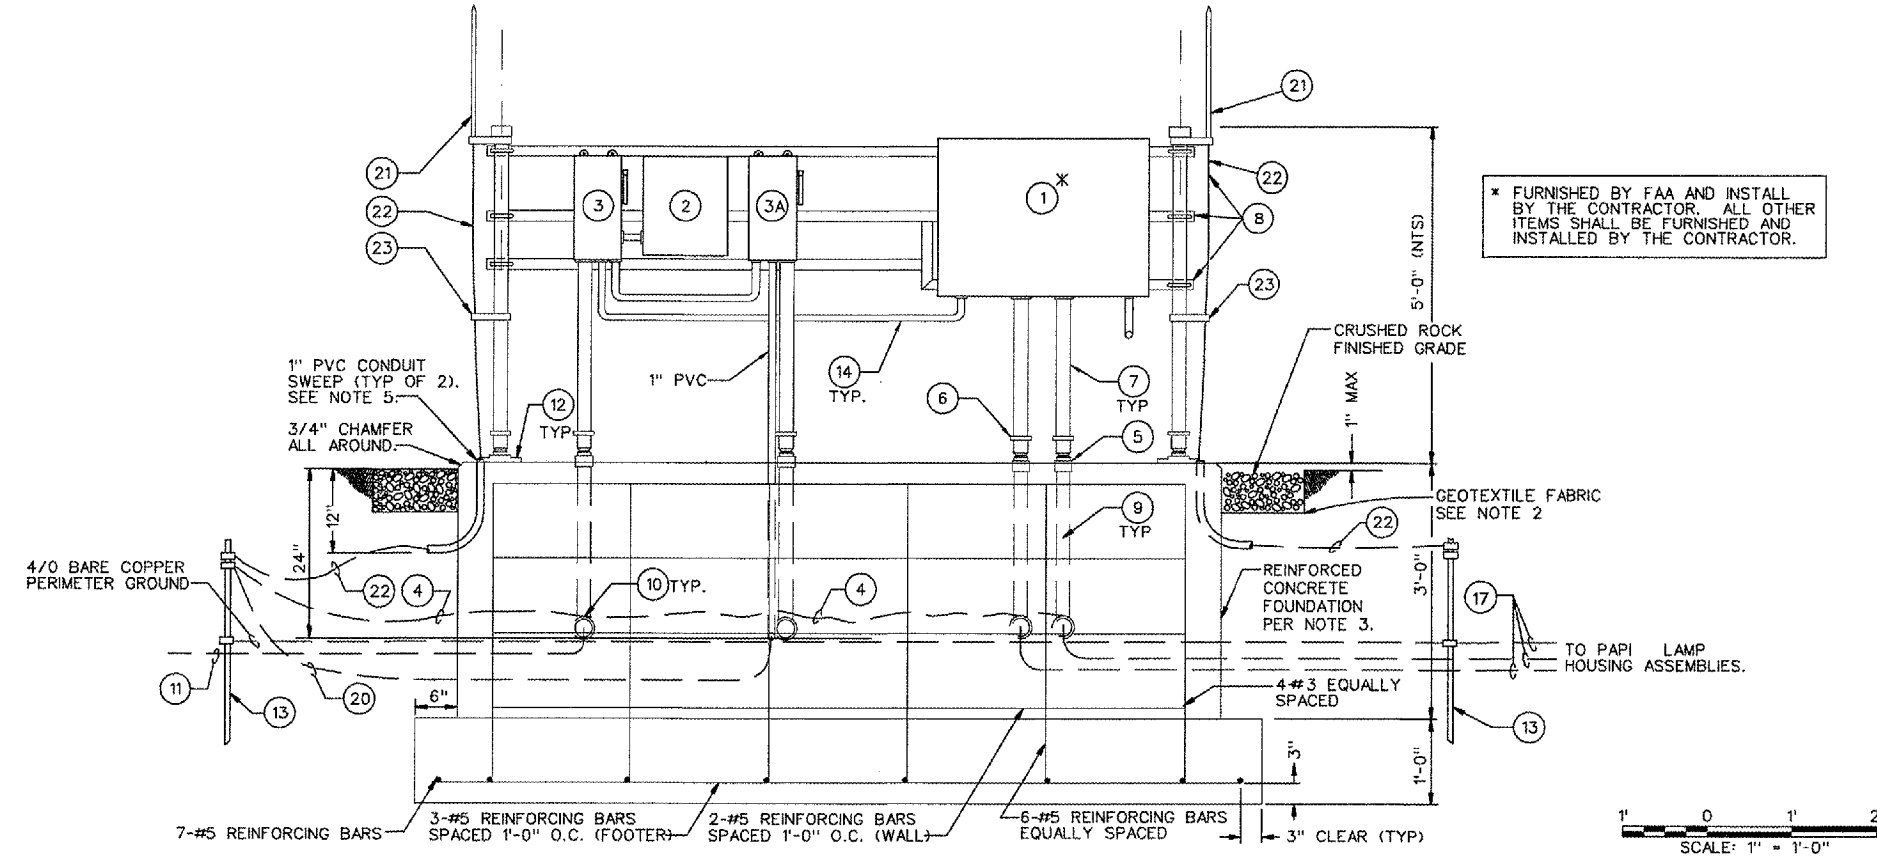 21
21
22
23
3
2
3A
1
*
22
8
23
5'-0" (NTS)
* FURNISHED BY FAA AND INSTALL
BY THE CONTRACTOR. ALL OTHER
ITEMS SHALL BE FURNISHED AND
INSTALLED BY THE CONTRACTOR.
CRUSHED ROCK
FINISHED GRADE
1" PVC CONDUIT
SWEEP (TYP OF 2).
SEE NOTE 5.
3/4" CHAMFER
ALL AROUND.
12
TYP
1" PVC
14
TYP.
6
7
TYP
5
1" MAX
12"
24"
9
TYP
GEOTEXTILE FABRIC
SEE NOTE 2
22
4/0 BARE COPPER
PERIMETER GROUND
22
4
10 TYP.
4
REINFORCED
CONCRETE
FOUNDATION
PER NOTE 3.
3'-0"
17
TO PAPI LAMP
HOUSING ASSEMBLIES.
11
13
20
6"
4-#3 EQUALLY
SPACED
13
3"
1'-0"
7-#5 REINFORCING BARS
3-#5 REINFORCING BARS
SPACED 1'-0" O.C. (FOOTER)
2-#5 REINFORCING BARS
SPACED 1'-0" O.C. (WALL)
6-#5 REINFORCING BARS
EQUALLY SPACED
3" CLEAR (TYP)
1' 0 1' 2
SCALE: 1" = 1'-0"